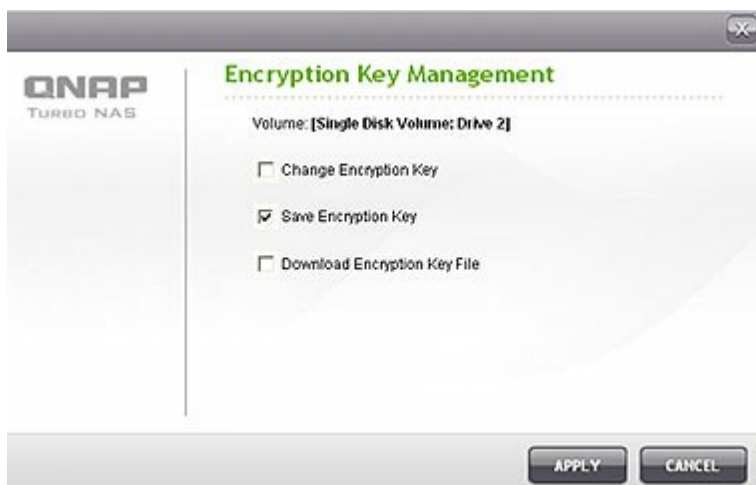 QNAP
TURBO NAS
Encryption Key Management
Volume: [Single Disk Volume: Drive 2]
Change Encryption Key
Save Encryption Key
Download Encryption Key File
APPLY
CANCEL